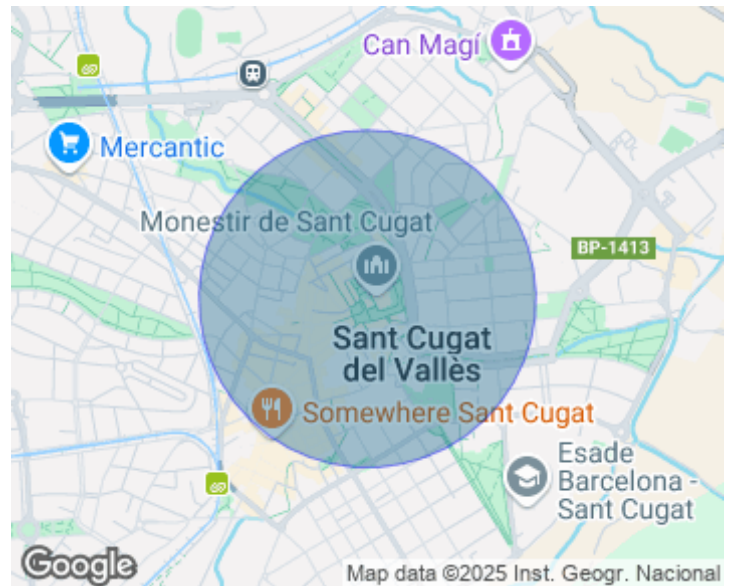 Can Magí
Mercantic
Monestir de Sant Cugat
BP-1413
Sant Cugat
del Vallès
Somewhere Sant Cugat
Esade
Barcelona -
Sant Cugat
Google
Map data ©2025 Inst. Geogr. Nacional